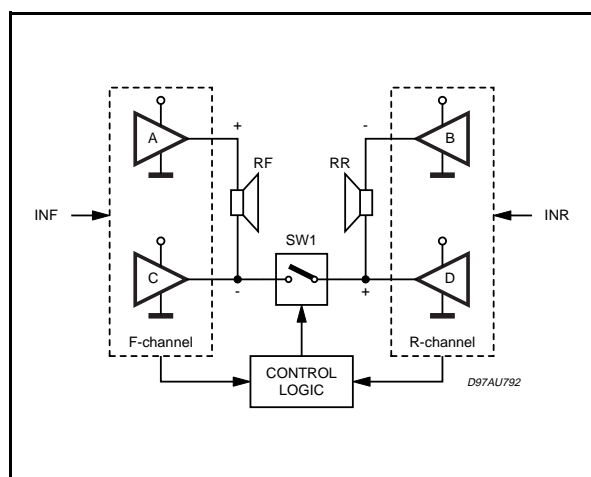 A
+
-
B
RF
RR
INF
INR
SW1
C
-
+
D
F-channel
R-channel
CONTROL
LOGIC
D97AU792